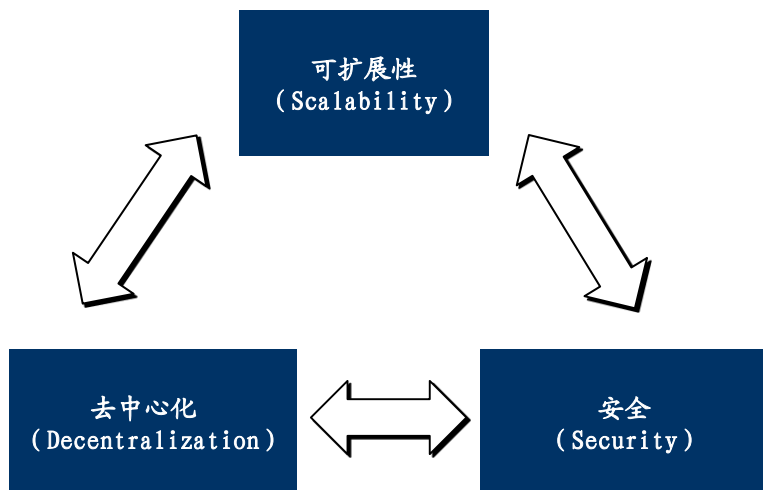 可扩展性
（Scalability）
去中心化
（Decentralization）
安全
（Security）